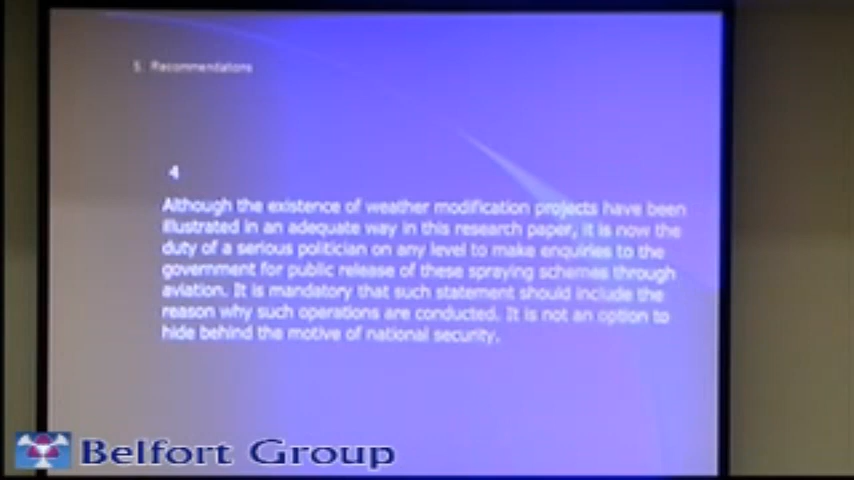 5. Recommendations
4
Although the existence of weather modification projects have been
illustrated in an adequate way in this research paper, it is now the
duty of a serious politician on any level to make enquiries to the
government for public release of these spraying schemes through
aviation. It is mandatory that such statement should include the
reason why such operations are conducted. It is not an option to
hide behind the motive of national security.
Belfort Group